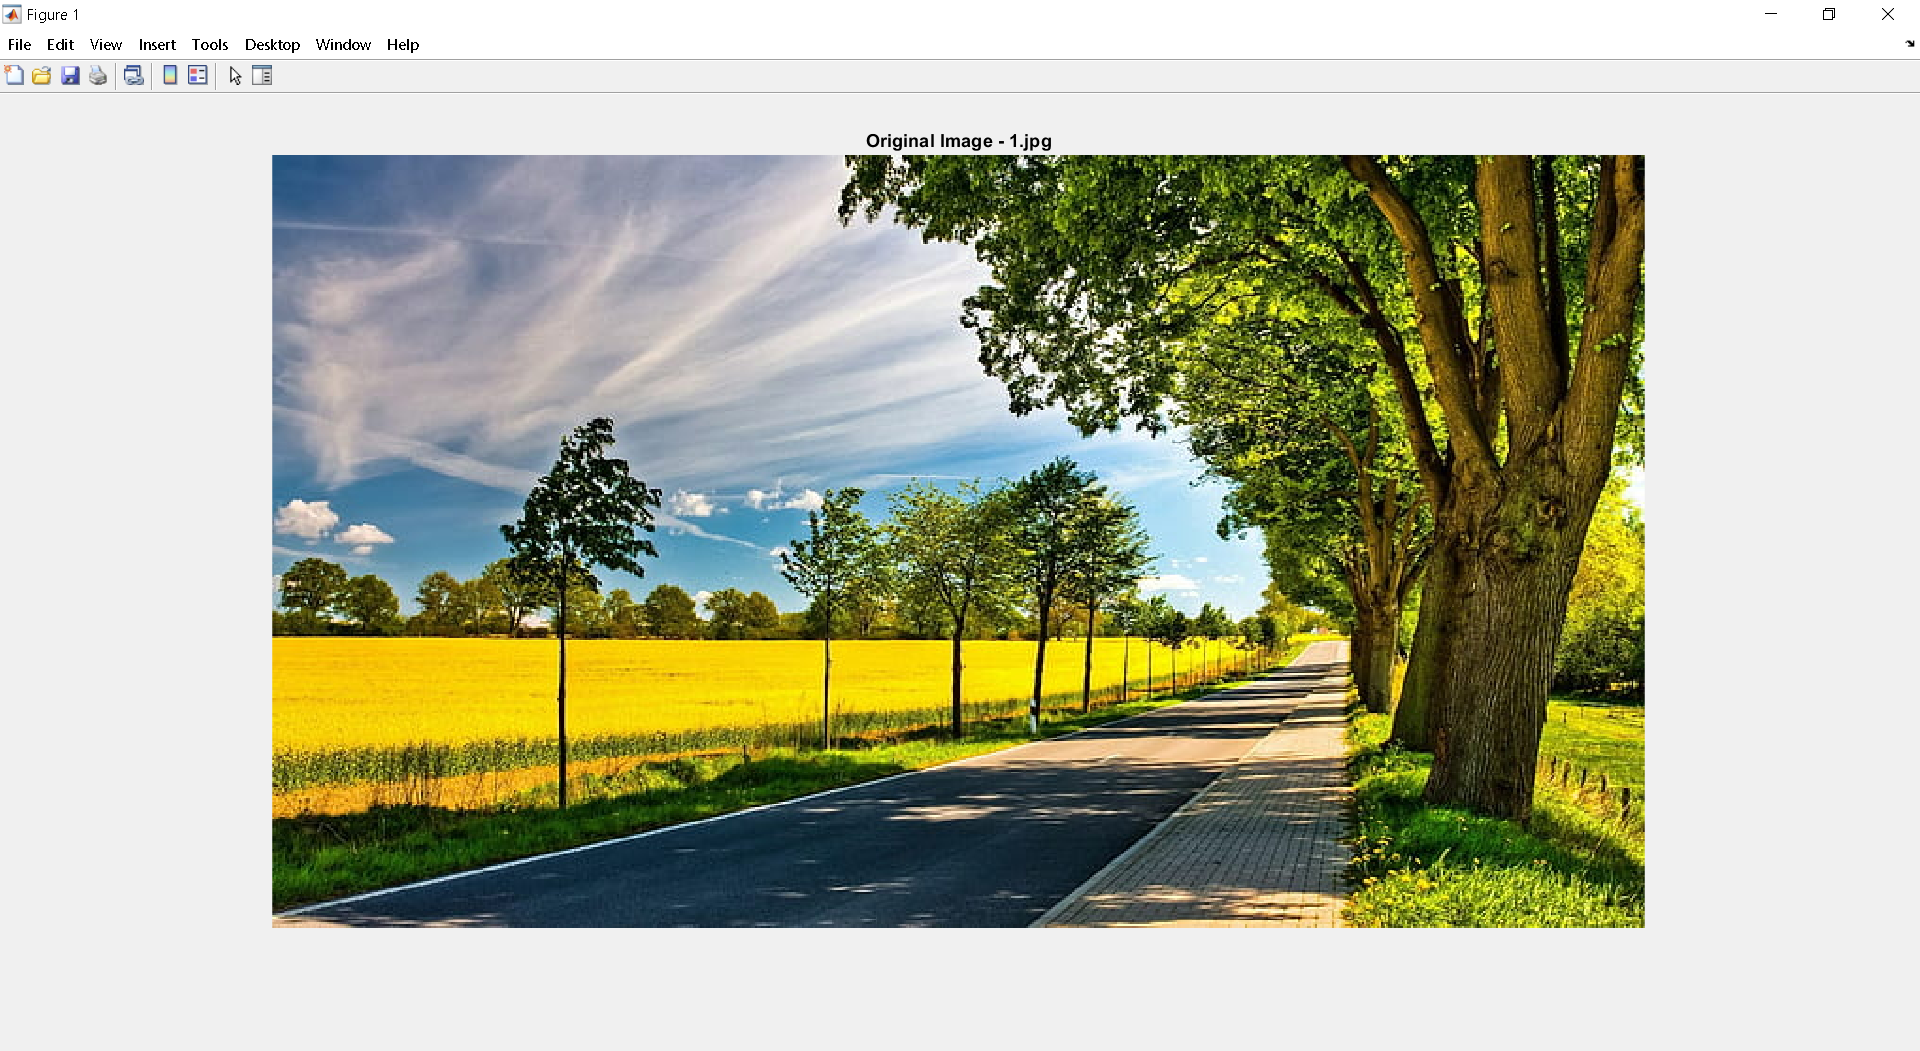 Figure 1
File Edit View Insert Tools Desktop Window Help
Original Image - 1.jpg